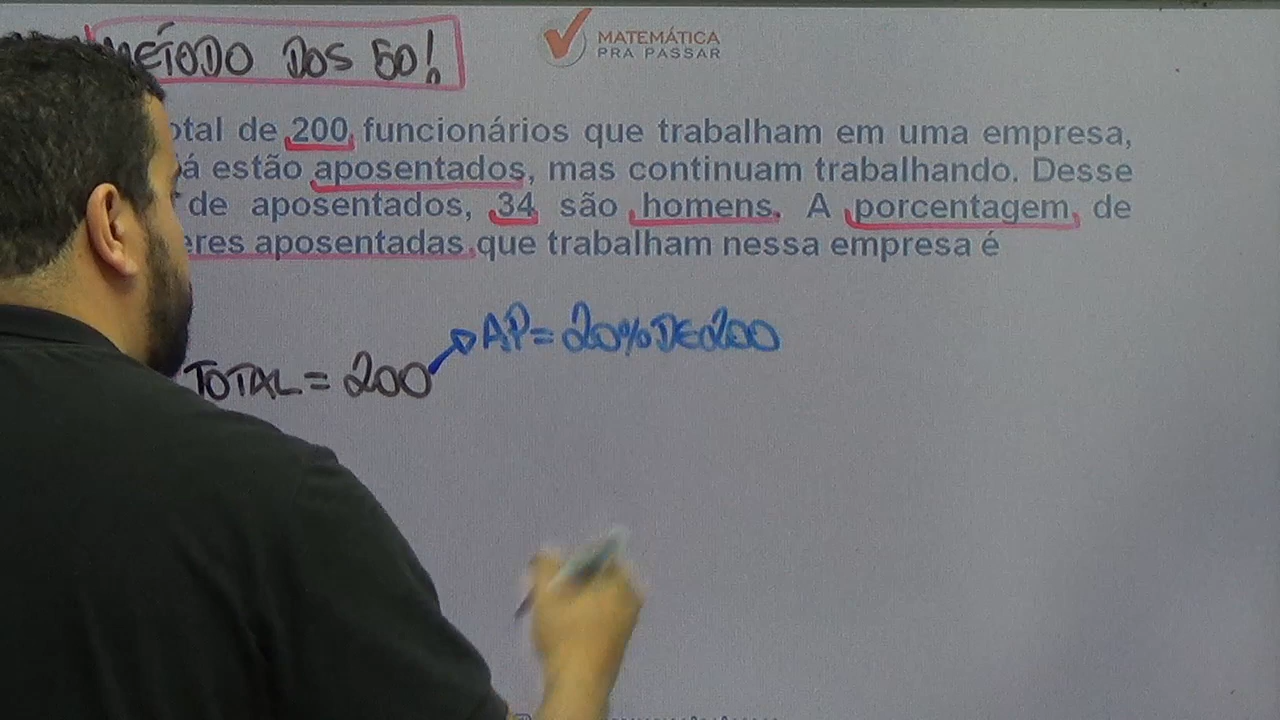 MÉTODO DOS 50!
MATEMÁTICA
PRA PASSAR
total de 200 funcionários que trabalham em uma empresa,
já estão aposentados, mas continuam trabalhando. Desse
de aposentados, 34 são homens. A porcentagem de
aposentadas que trabalham nessa empresa é
AP = 20% DE 200
TOTAL = 200